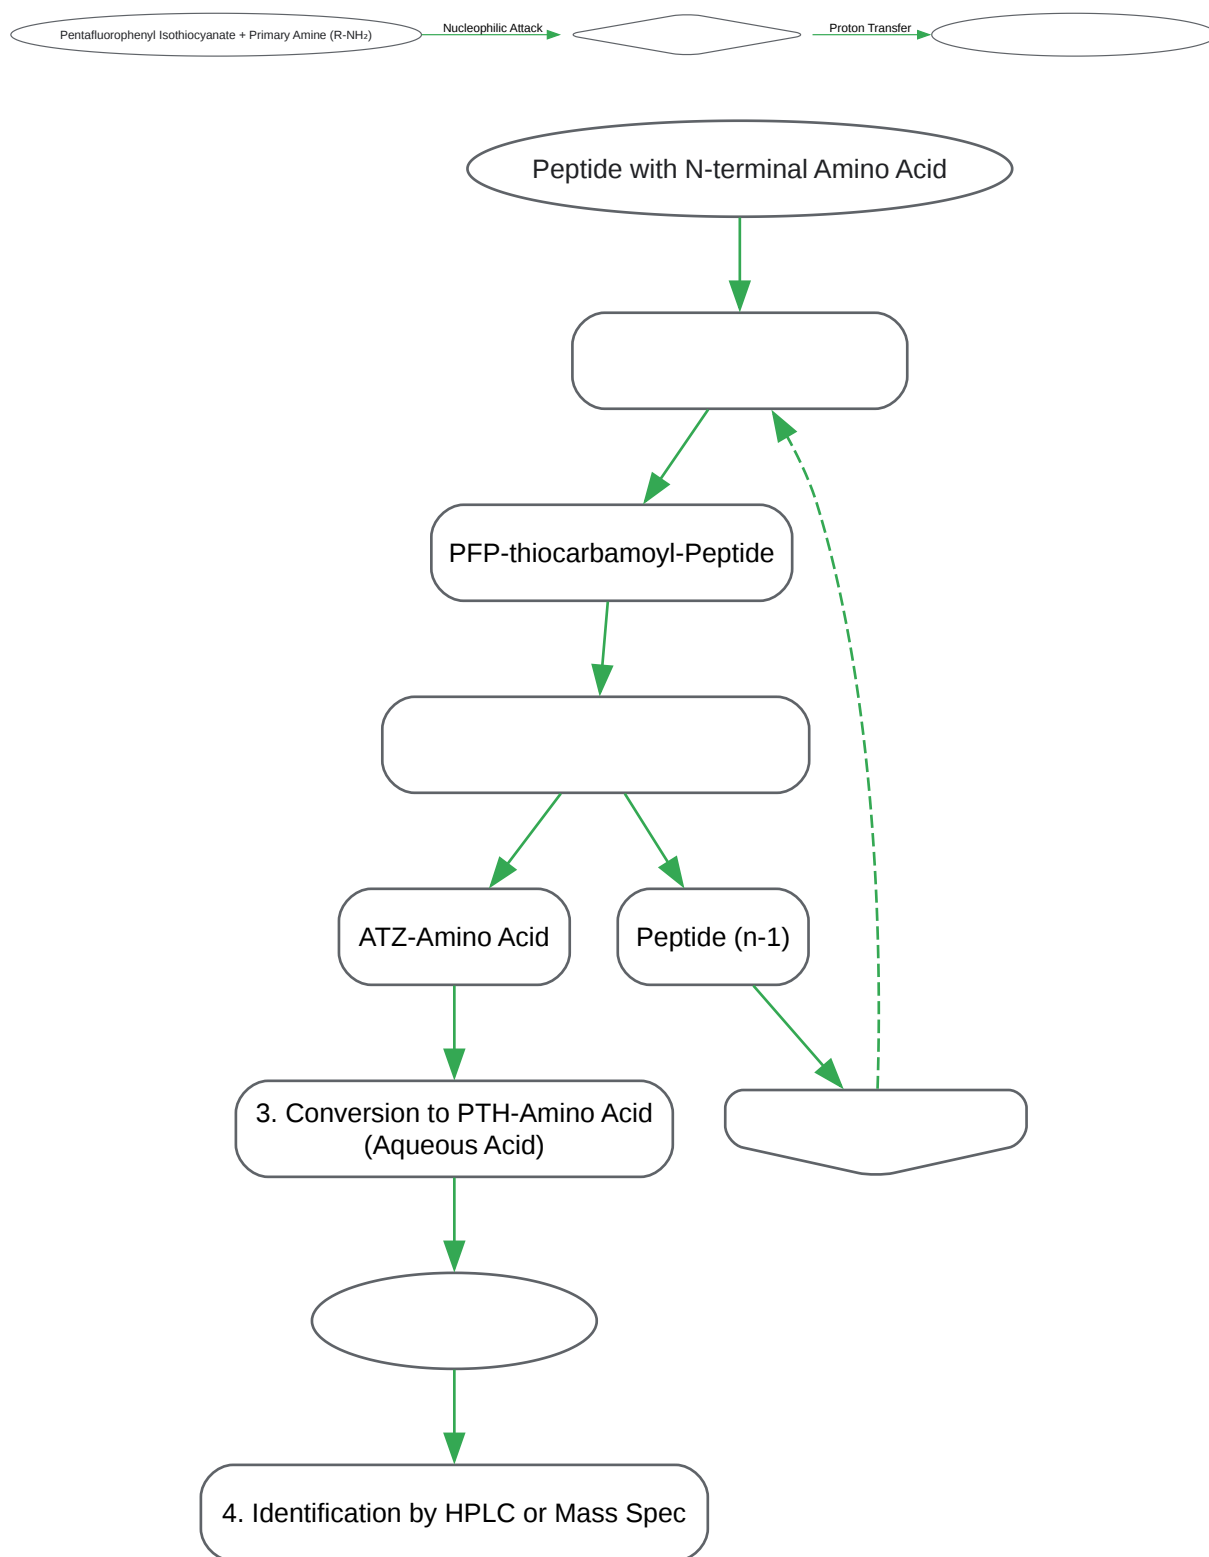 Pentafluorophenyl Isothiocyanate + Primary Amine (R-NH₂)
Nucleophilic Attack
Proton Transfer
Peptide with N-terminal Amino Acid
PFP-thiocarbamoyl-Peptide
ATZ-Amino Acid
Peptide (n-1)
3. Conversion to PTH-Amino Acid
(Aqueous Acid)
4. Identification by HPLC or Mass Spec